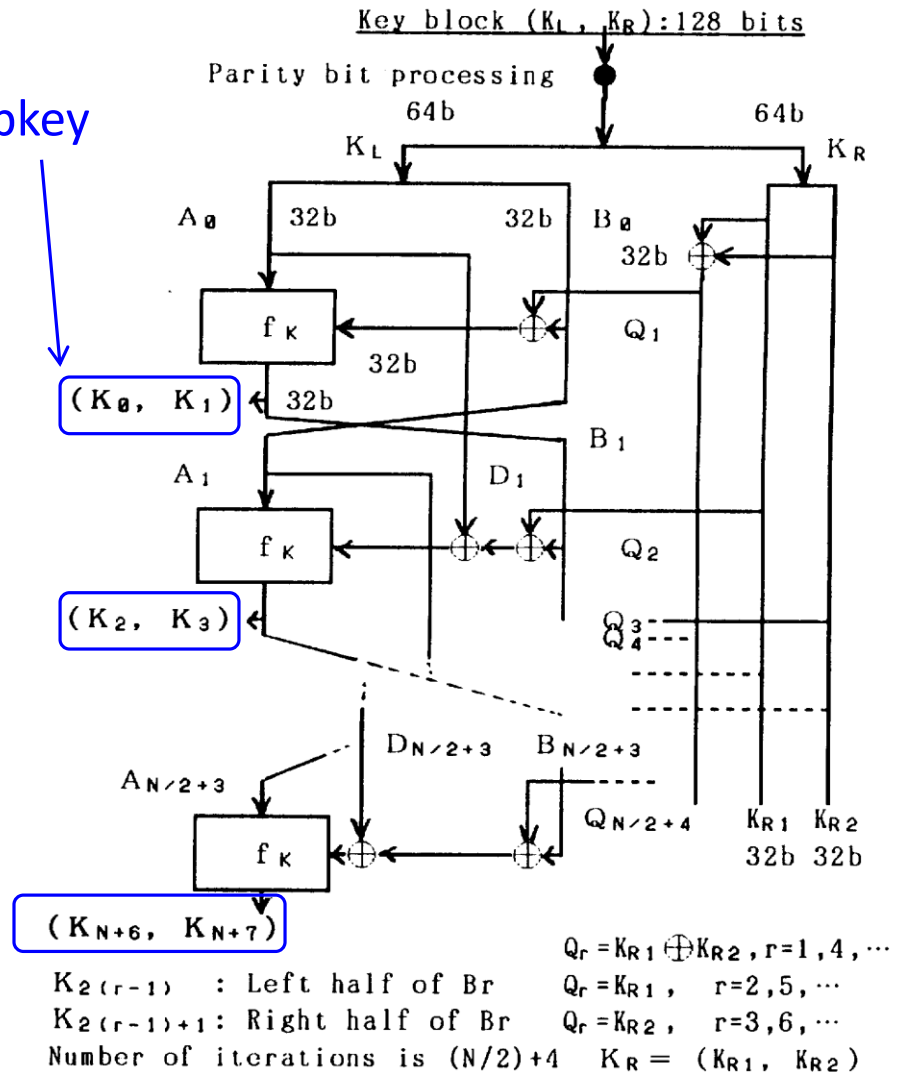 Key block (KL, KR):128 bits
Parity bit processing
64b 64b
KL KR
A0 32b 32b B0
32b
fK Q1
32b
(K0, K1) 32b
B1
A1 D1
fK Q2
(K2, K3) Q3
Q4
DN/2+3 BN/2+3
AN/2+3
QN/2+4 KR1 KR2
fK 32b 32b
(KN+6, KN+7)
Qr=KR1⊕KR2, r=1,4,…
K2(r-1) : Left half of Br Qr=KR1, r=2,5,…
K2(r-1)+1: Right half of Br Qr=KR2, r=3,6,…
Number of iterations is (N/2)+4 KR= (KR1, KR2)